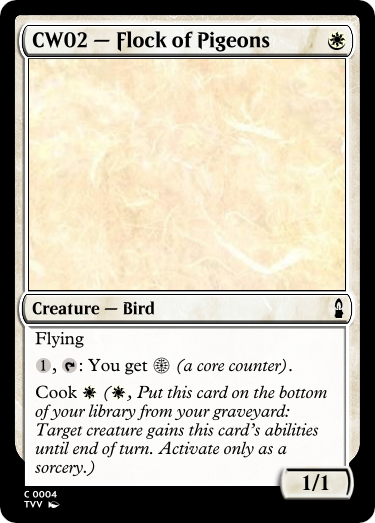 CW02 — Flock of Pigeons
Creature — Bird
Flying
1, : You get (a core counter).
Cook (, Put this card on the bottom
of your library from your graveyard:
Target creature gains this card's abilities
until end of turn. Activate only as a
sorcery.)
1/1
C 0004
TVV